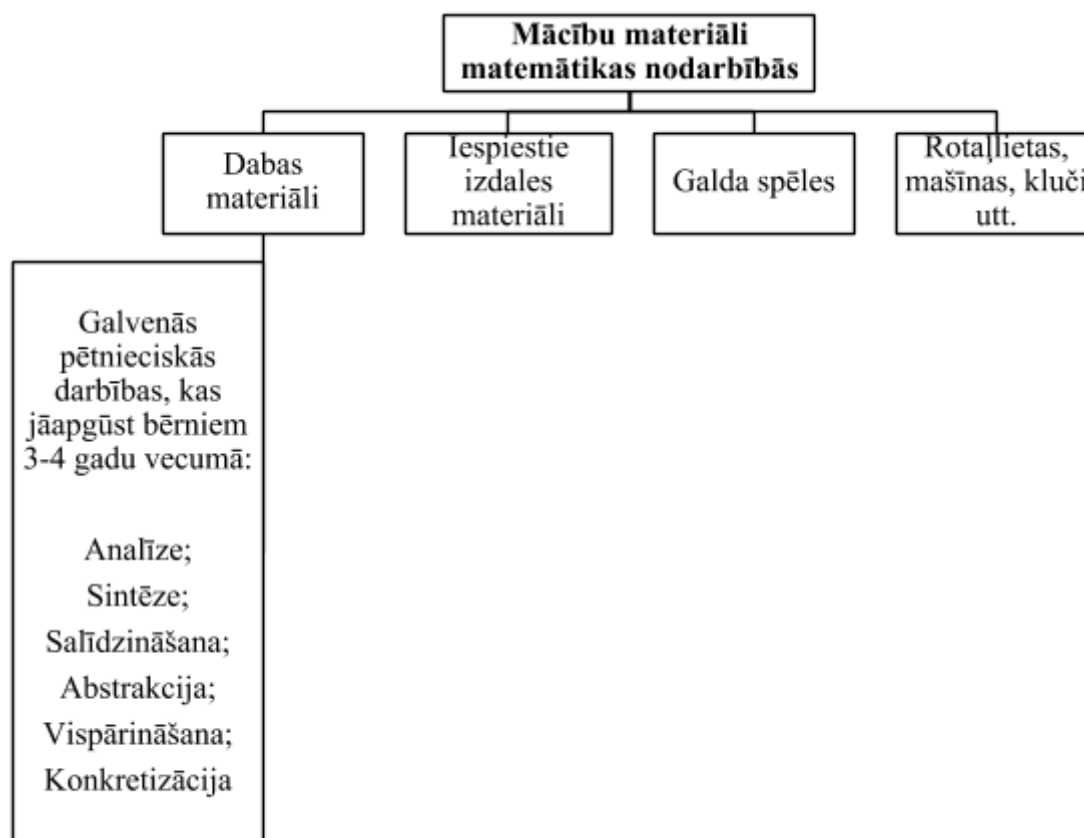 Mācību materiāli
matemātikas nodarbībās
Dabas
materiāli
Iespiestie
izdales
materiāli
Galda spēles
Rotaļlietas,
mašīnas, kluči
utt.
Galvenās
pētnieciskās
darbības, kas
jāapgūst bērniem
3-4 gadu vecumā:
Analīze;
Sintēze;
Salīdzināšana;
Abstrakcija;
Vispārināšana;
Konkretizācija